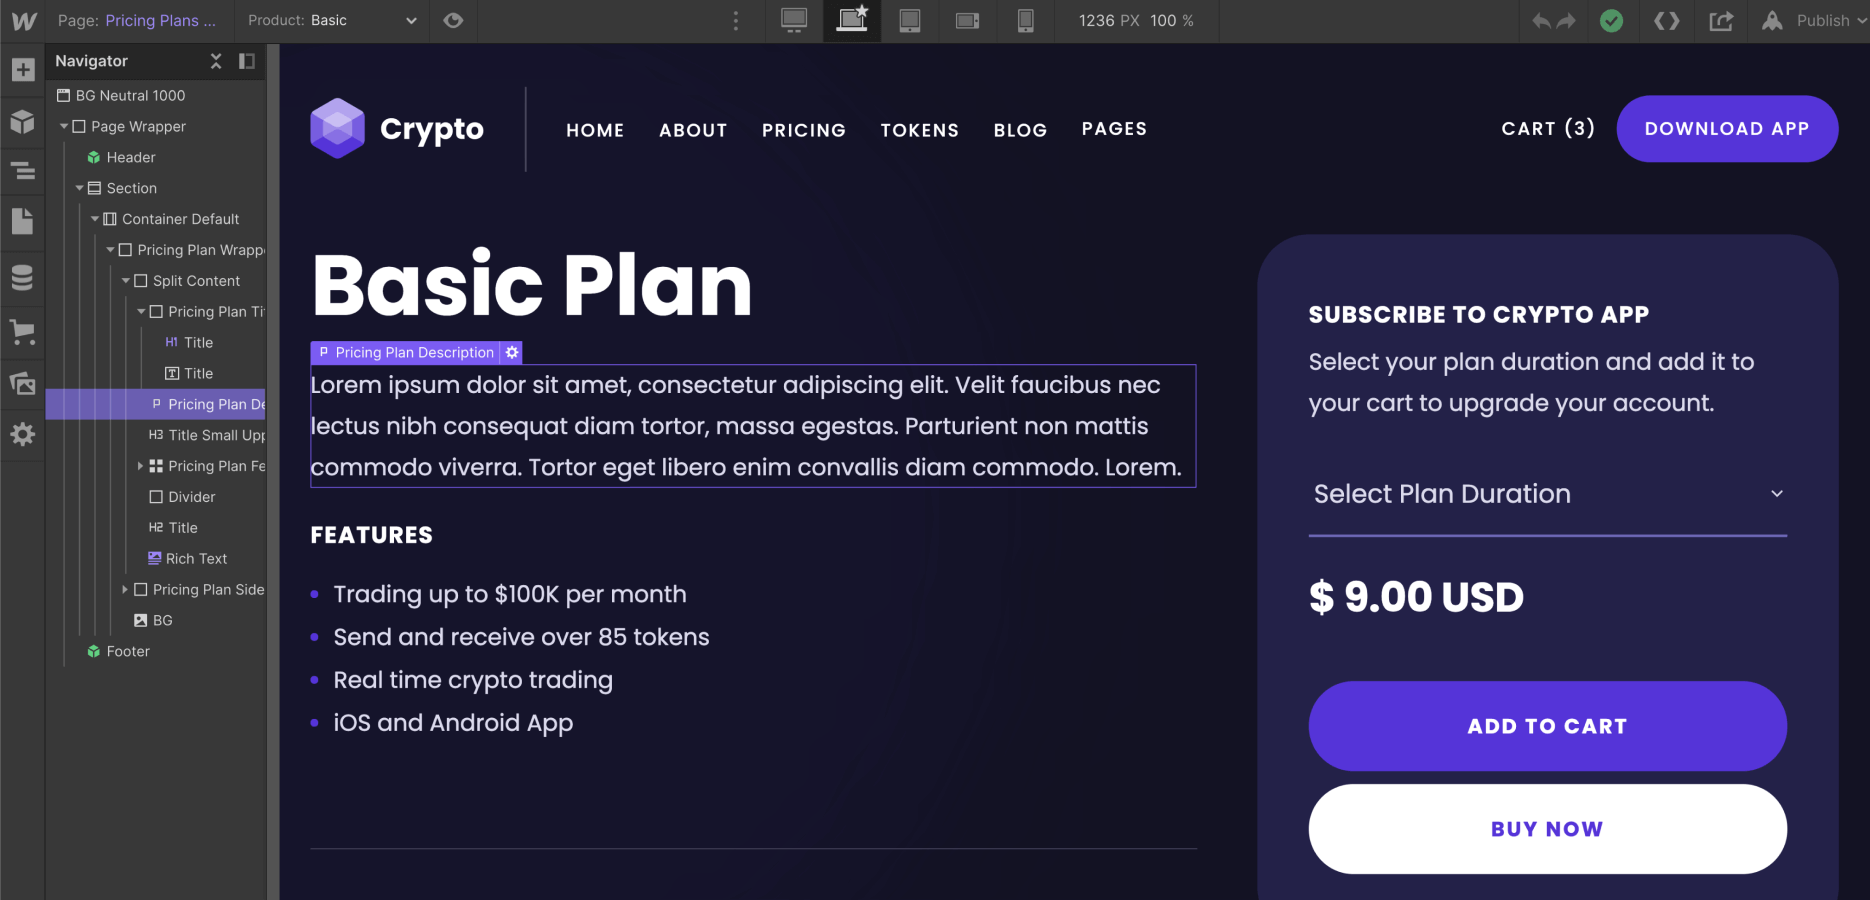 Page: Pricing Plans ...
Product: Basic
1236 PX 100 %
Publish
Navigator
BG Neutral 1000
Page Wrapper
Header
Section
Container Default
Pricing Plan Wrapp
Split Content
Pricing Plan Ti
H1 Title
Title
Pricing Plan De
H3 Title Small Upp
Pricing Plan Fe
Divider
H2 Title
Rich Text
Pricing Plan Side
BG
Footer
Crypto
HOME
ABOUT
PRICING
TOKENS
BLOG
PAGES
CART (3)
DOWNLOAD APP
Basic Plan
Pricing Plan Description
Lorem ipsum dolor sit amet, consectetur adipiscing elit. Velit faucibus nec
lectus nibh consequat diam tortor, massa egestas. Parturient non mattis
commodo viverra. Tortor eget libero enim convallis diam commodo. Lorem.
FEATURES
Trading up to $100K per month
Send and receive over 85 tokens
Real time crypto trading
iOS and Android App
SUBSCRIBE TO CRYPTO APP
Select your plan duration and add it to
your cart to upgrade your account.
Select Plan Duration
$ 9.00 USD
ADD TO CART
BUY NOW